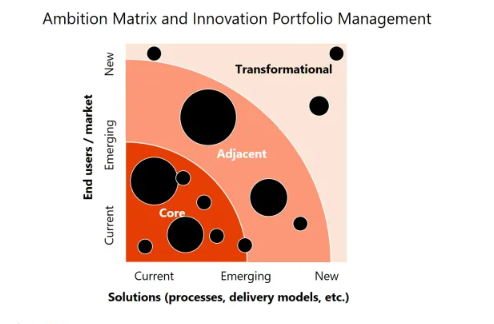 Ambition Matrix and Innovation Portfolio Management
New
Transformational
End users / market
Emerging
Adjacent
Core
Current
Current Emerging New
Solutions (processes, delivery models, etc.)